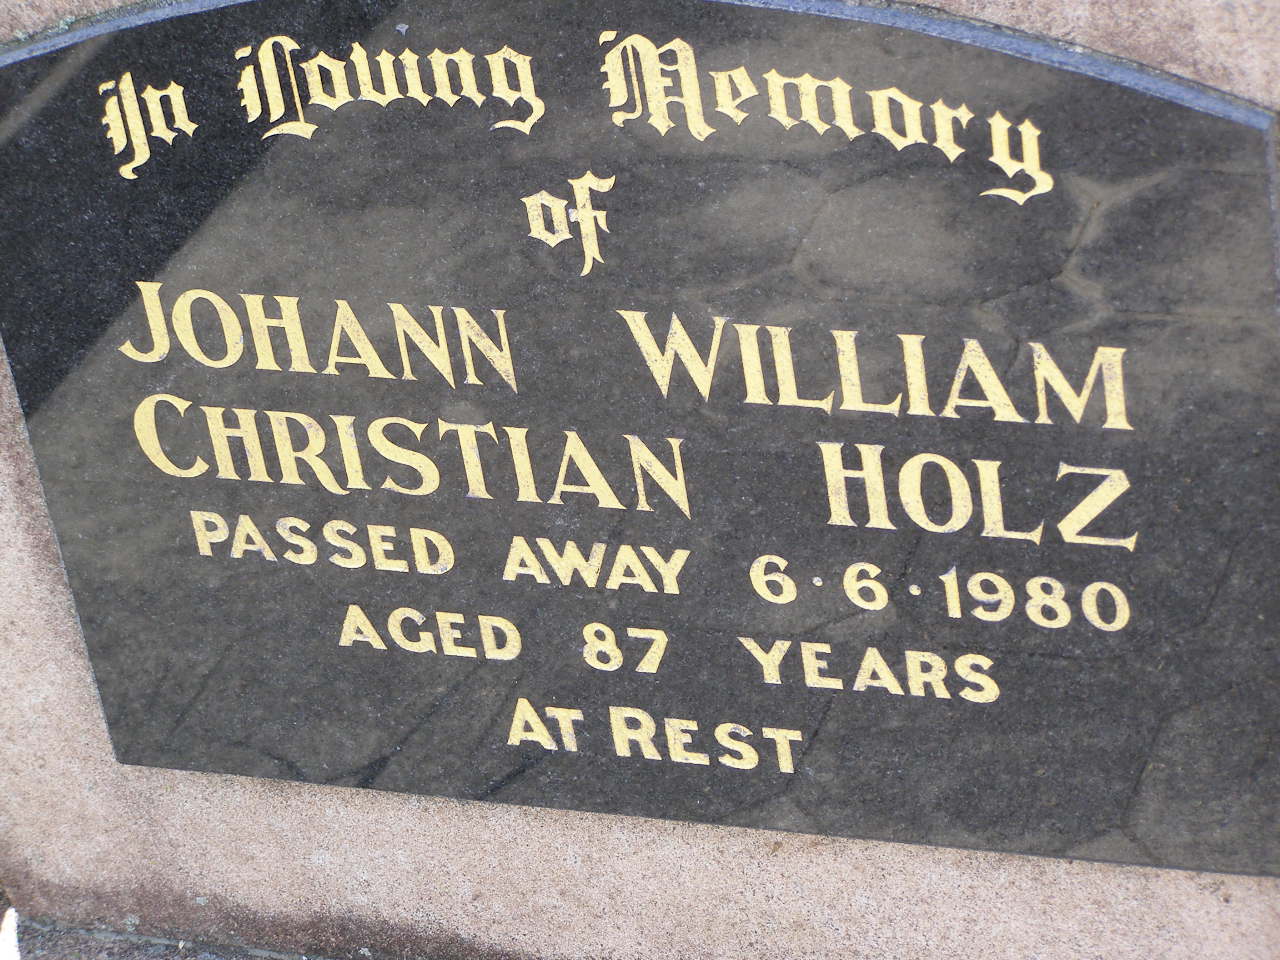 In Loving Memory
of
JOHANN WILLIAM
CHRISTIAN HOLZ
PASSED AWAY 6·6·1980
AGED 87 YEARS
AT REST